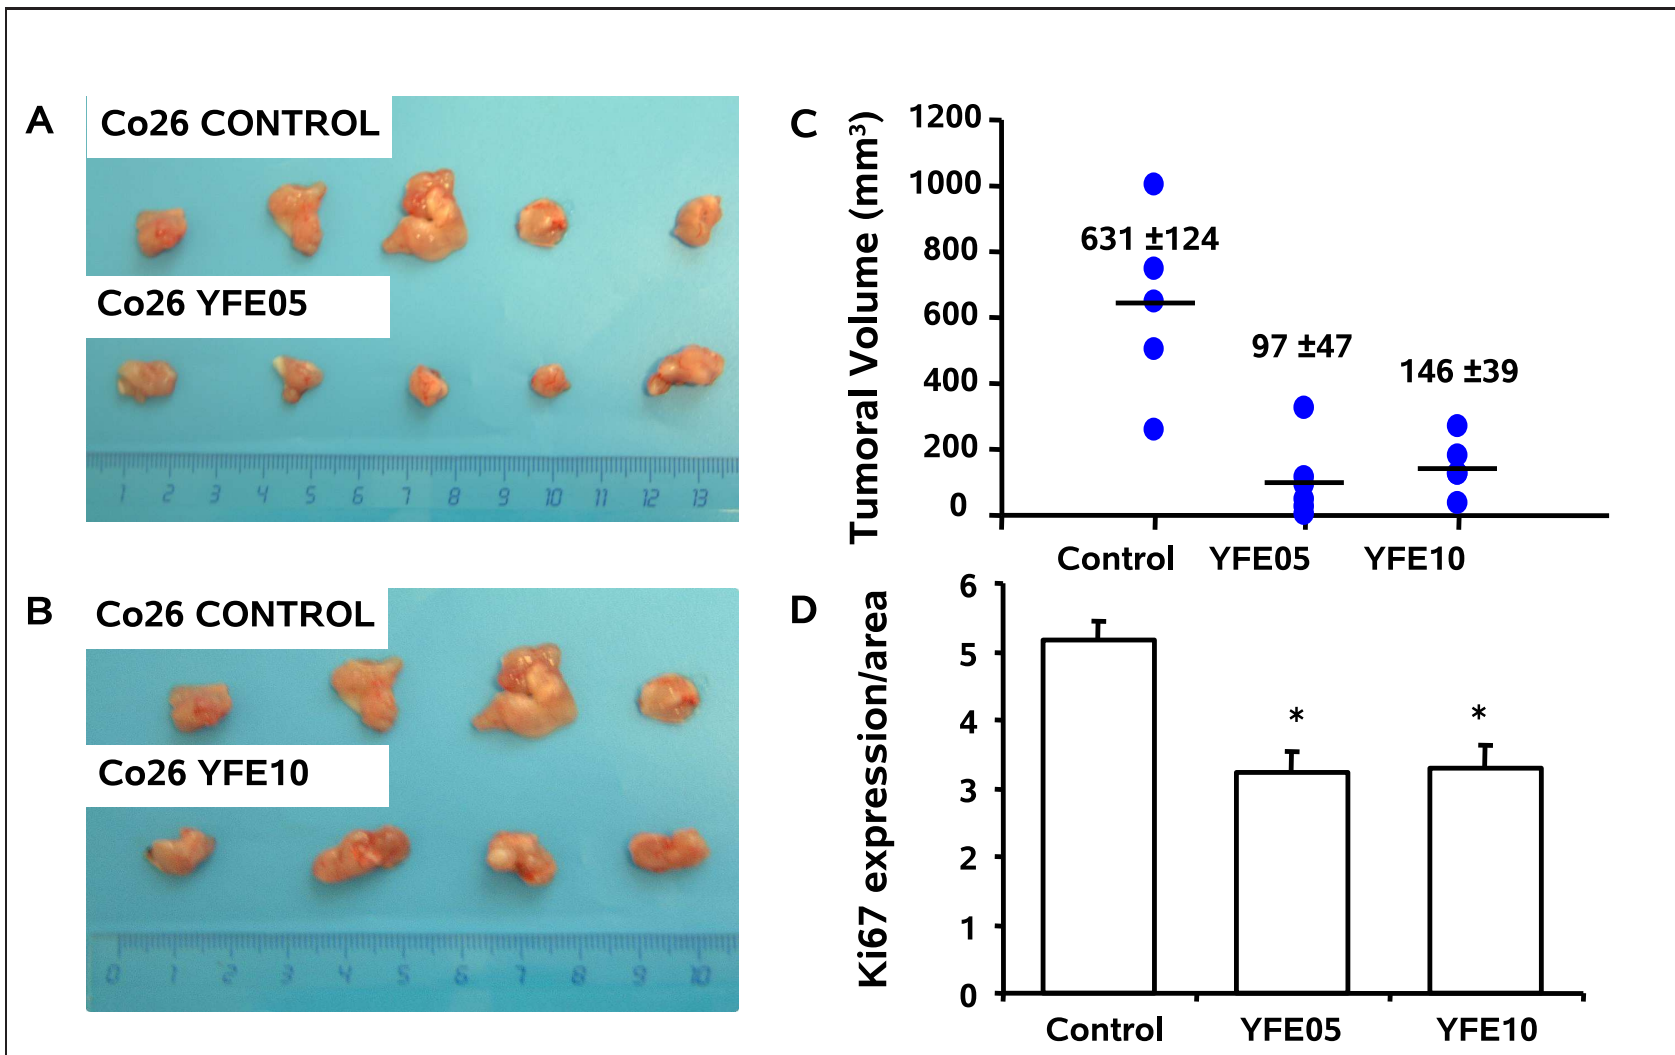 A
Co26 CONTROL
Co26 YFE05
1 2 3 4 5 6 7 8 9 10 11 12 13
B
Co26 CONTROL
Co26 YFE10
0 1 2 3 4 5 6 7 8 9 10
C
Tumoral Volume (mm³)
1200
1000
800
600
400
200
0
631 ±124
97 ±47
146 ±39
Control YFE05 YFE10
D
Ki67 expression/area
6
5
4
3
2
1
0
* *
Control YFE05 YFE10